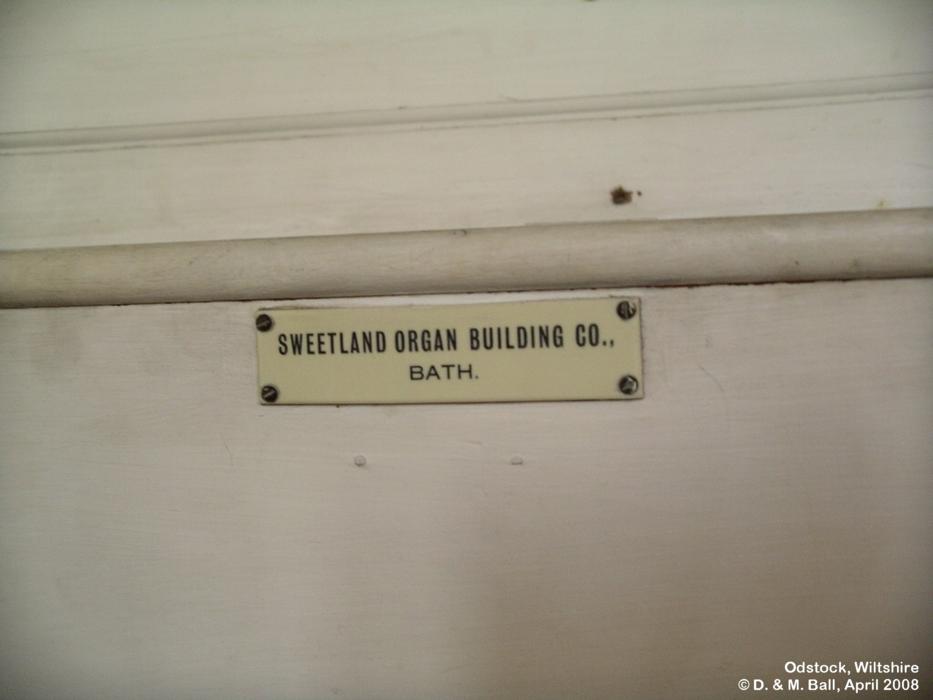 SWEETLAND ORGAN BUILDING CO.,
BATH.
Odstock, Wiltshire
© D. & M. Ball, April 2008